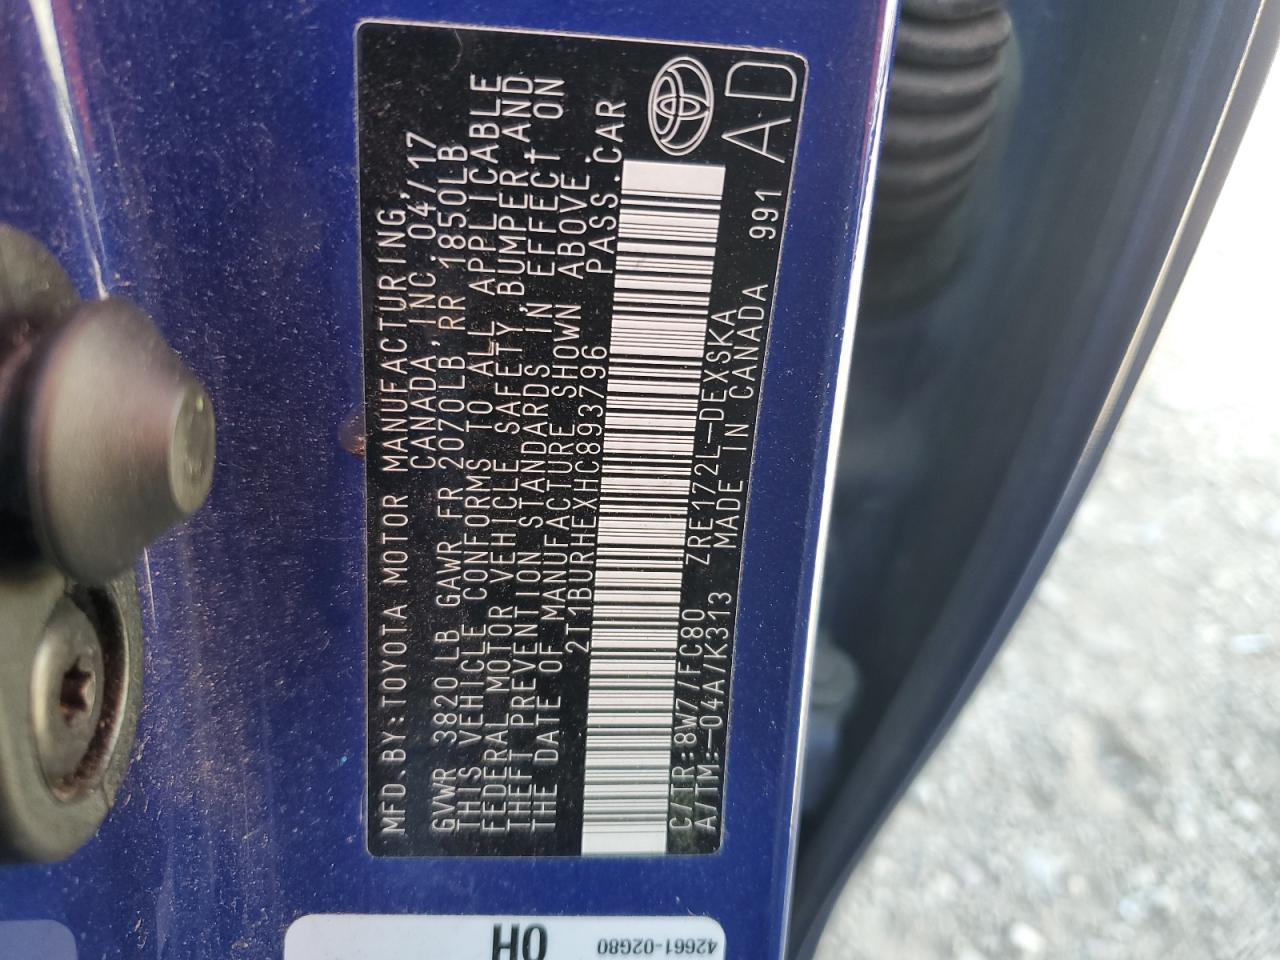 MFD.BY:TOYOTA MOTOR MANUFACTURING,
CANADA,INC. 04/17
GVWR 3820LB GAWR FR 2070LB,RR 1850LB
THIS VEHICLE CONFORMS TO ALL APPLICABLE
FEDERAL MOTOR VEHICLE SAFETY,BUMPER,AND
THEFT PREVENTION STANDARDS IN EFFECT ON
THE DATE OF MANUFACTURE SHOWN ABOVE.
2T1BURHEXHC893796 PASS.CAR
C/TR:8W7/FC80 ZRE172L-DEXSKA 991
A/TM:-04A/K313 MADE IN CANADA
AD
OH
42661-02G80